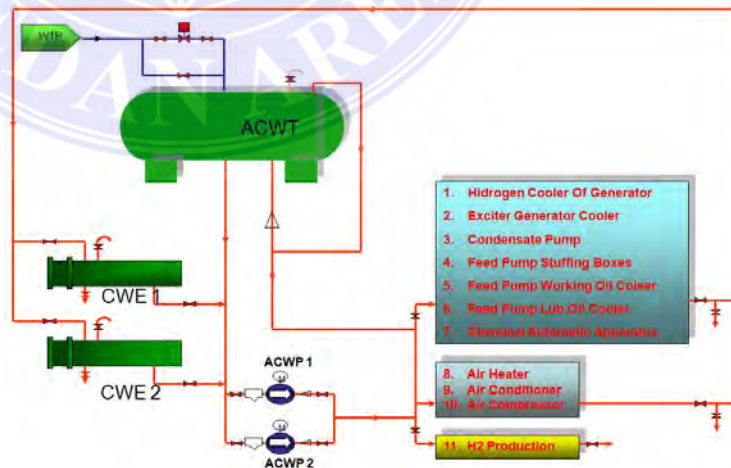 DAN ARE
WTP
ACWT
CWE 1
CWE 2
ACWP 1
ACWP 2
1. Hidrogen Cooler Of Generator
2. Exciter Generator Cooler
3. Condensate Pump
4. Feed Pump Stuffing Boxes
5. Feed Pump Working Oil Coleer
6. Feed Pump Lub Oil Cooler
7. Chemical Automatic Apparatus
8. Air Heater
9. Air Conditioner
10. Air Compressor
11. H2 Production